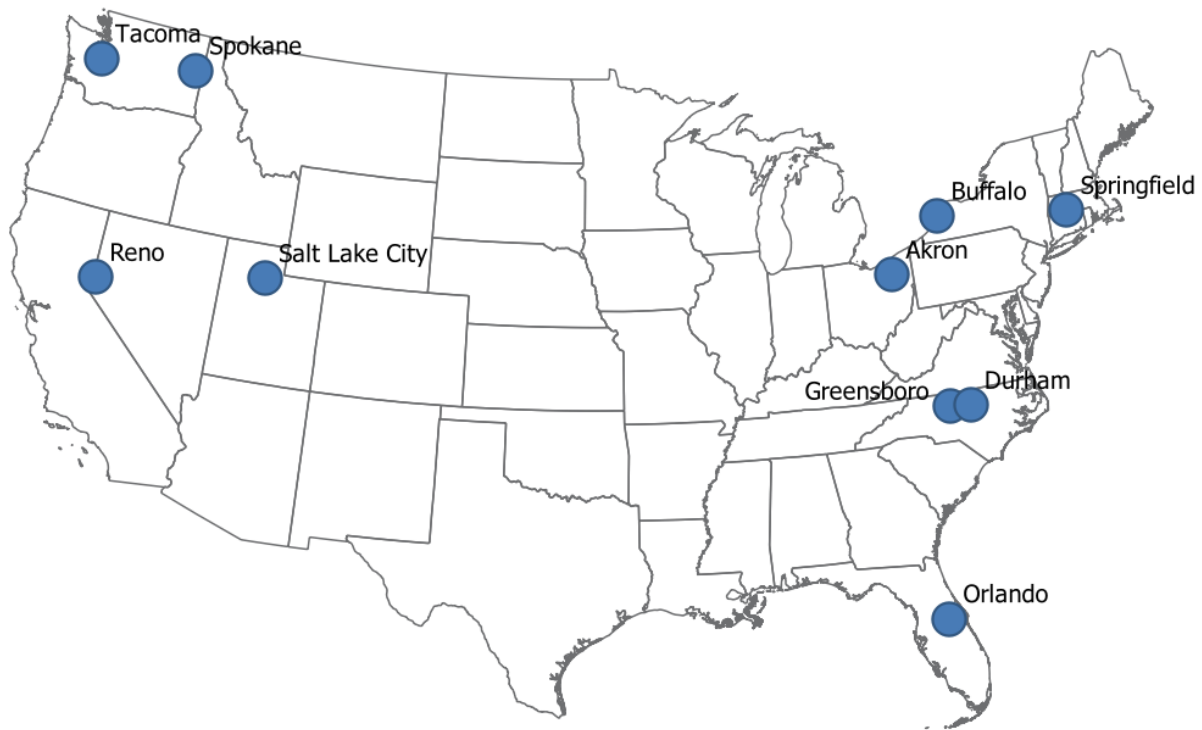 Tacoma
Spokane
Buffalo
Springfield
Reno
Salt Lake City
Akron
Greensboro
Durham
Orlando